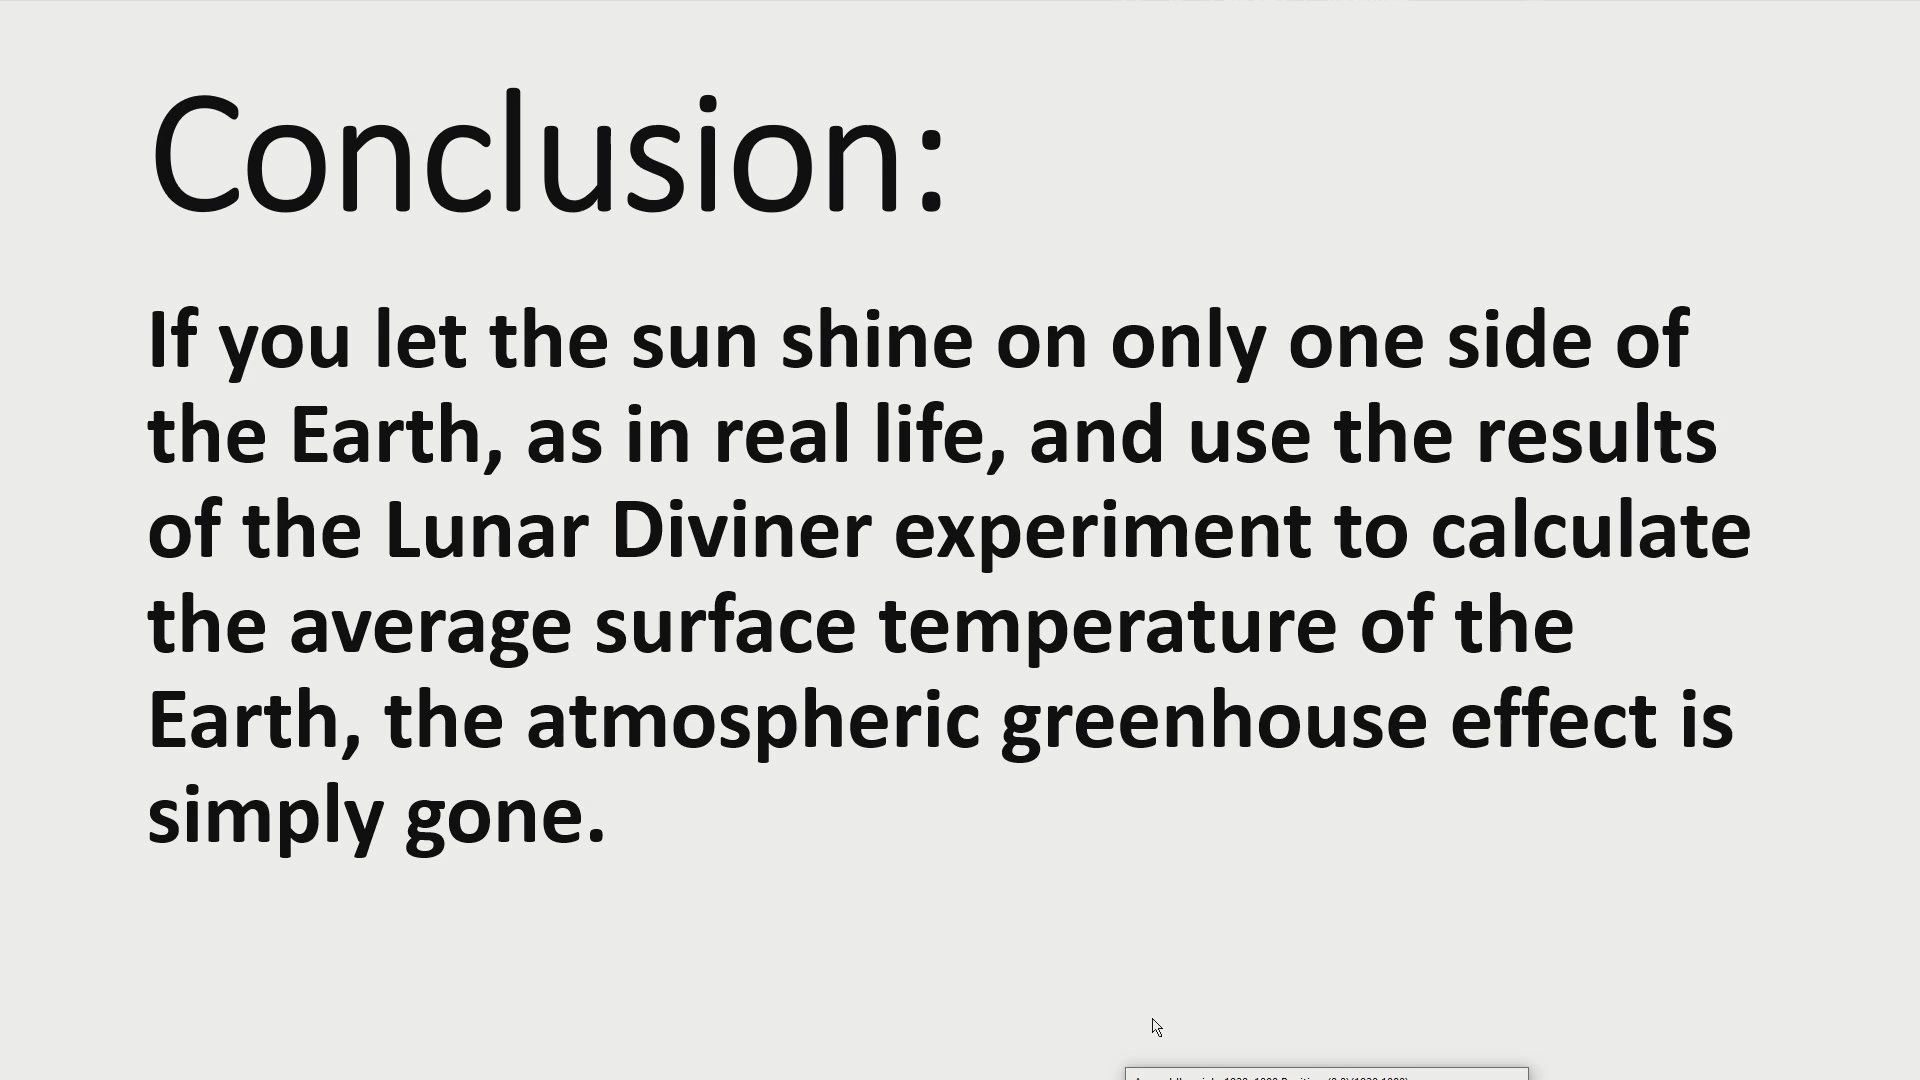 Conclusion:
If you let the sun shine on only one side of
the Earth, as in real life, and use the results
of the Lunar Diviner experiment to calculate
the average surface temperature of the
Earth, the atmospheric greenhouse effect is
simply gone.